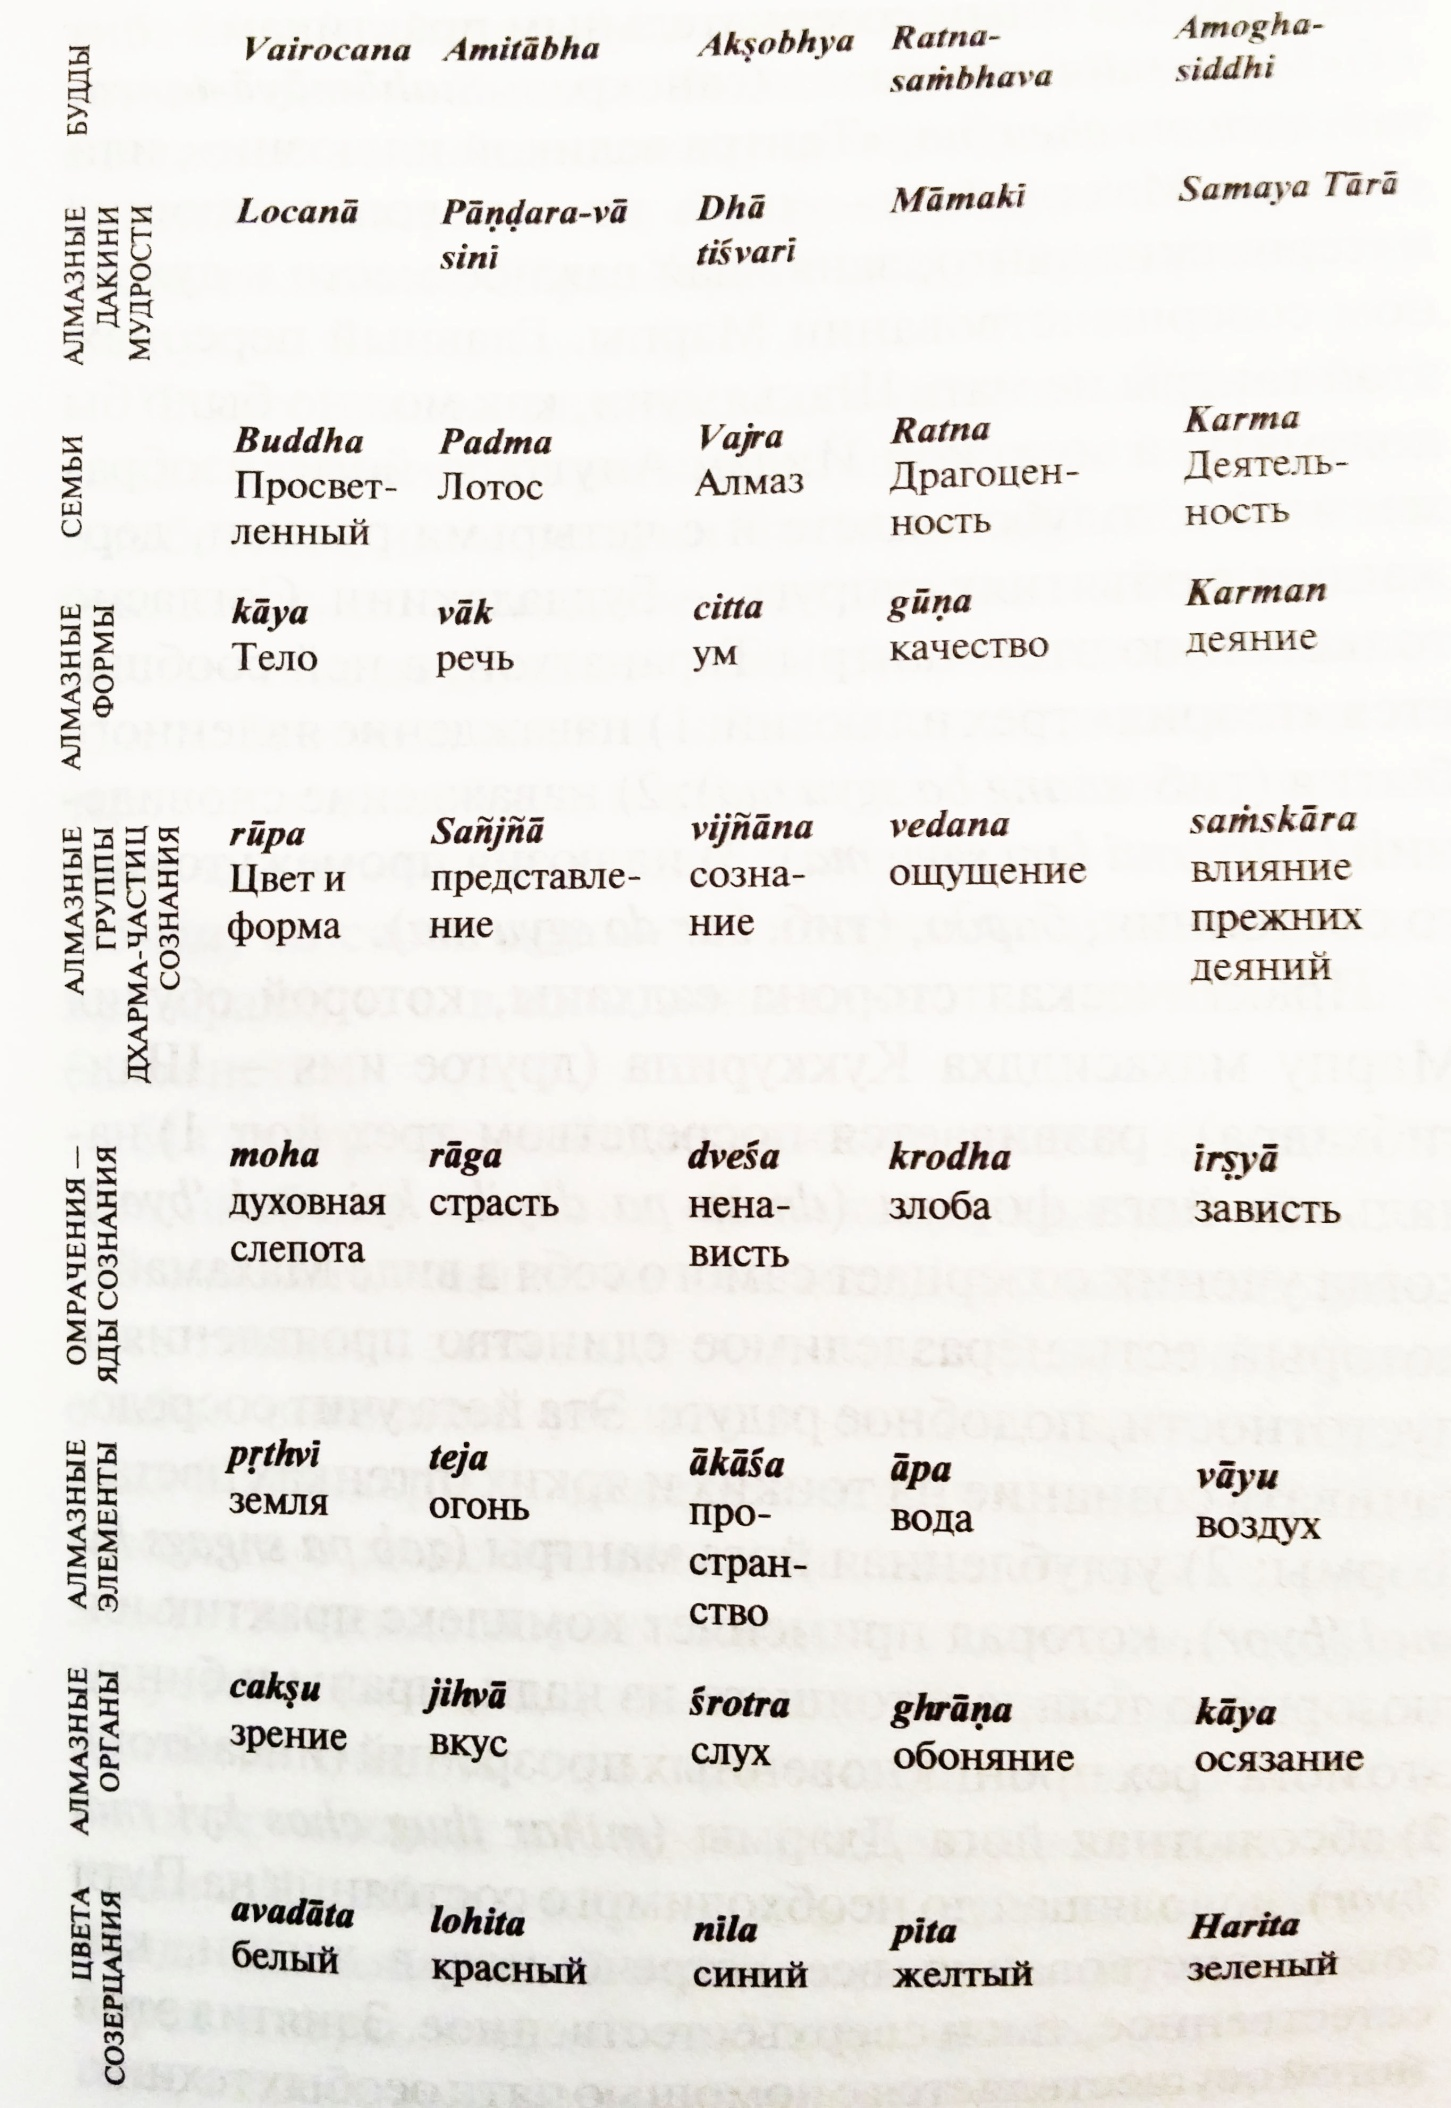 БУДДЫ
Vairocana Amitābha Akṣobhya Ratna- Amogha-
saṁbhava siddhi
АЛМАЗНЫЕ
ДАКИНИ
МУДРОСТИ
Locanā Pāṇḍara-vā Dhā Māmaki Samaya Tārā
sini tiśvari
СЕМЬИ
Buddha Padma Vajra Ratna Karma
Просвет- Лотос Алмаз Драгоцен- Деятель-
ленный ность ность
АЛМАЗНЫЕ
ФОРМЫ
kāya vāk citta gūṇa Karman
Тело речь ум качество деяние
АЛМАЗНЫЕ
ГРУППЫ
ДХАРМА-ЧАСТИЦ
СОЗНАНИЯ
rūpa Sañjñā vijñāna vedana saṁskāra
Цвет и представле- созна- ощущение влияние
форма ние ние прежних
деяний
ОМРАЧЕНИЯ —
ЯДЫ СОЗНАНИЯ
moha rāga dveśa krodha irṣyā
духовная страсть нена- злоба зависть
слепота висть
АЛМАЗНЫЕ
ЭЛЕМЕНТЫ
pṛthvi teja ākāśa āpa vāyu
земля огонь про- вода воздух
стран-
ство
АЛМАЗНЫЕ
ОРГАНЫ
cakṣu jihvā śrotra ghrāṇa kāya
зрение вкус слух обоняние осязание
ЦВЕТА
СОЗЕРЦАНИЯ
avadāta lohita nila pita Harita
белый красный синий желтый зеленый